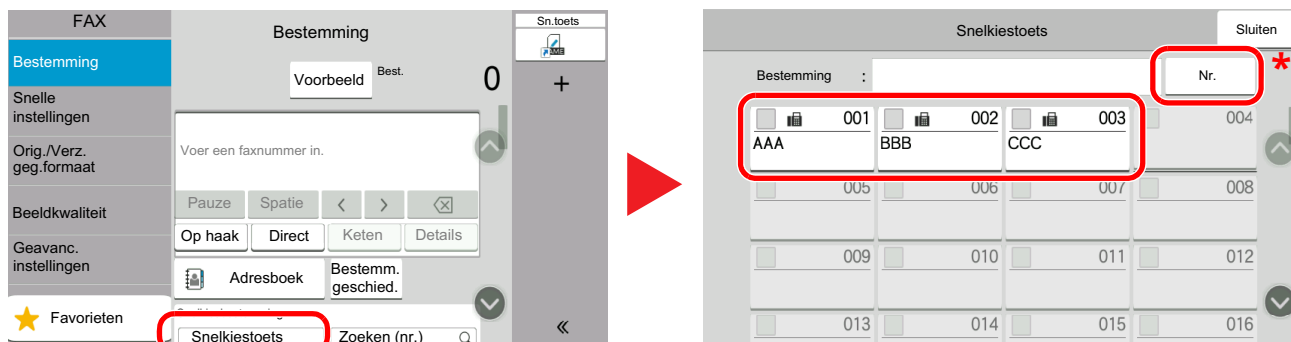 FAX
Bestemming
Snelle
instellingen
Orig./Verz.
geg.formaat
Beeldkwaliteit
Geavanc.
instellingen
Favorieten
Bestemming
Voorbeeld
Best.
0
Voer een faxnummer in.
Pauze
Spatie
Op haak
Direct
Keten
Details
Adresboek
Bestemm.
geschied.
Snelkiestoets
Zoeken (nr.)
Sn.toets
+
«
Snelkiestoets
Sluiten
Bestemming :
Nr.
*
001 002 003 004
AAA BBB CCC
005 006 007 008
009 010 011 012
013 014 015 016